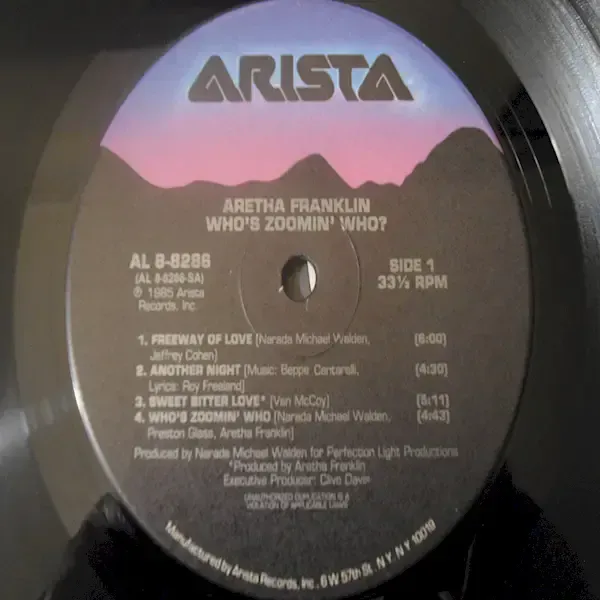 ARISTA
ARETHA FRANKLIN
WHO'S ZOOMIN' WHO?
AL 8-8286
(AL 8-8286-SA)
℗ 1985 Arista
Records, Inc.
SIDE 1
33⅓ RPM
1. FREEWAY OF LOVE (Narada Michael Walden, (6:00)
Jeffrey Cohen)
2. ANOTHER NIGHT (Music: Beppe Cantarelli, (4:30)
Lyrics: Roy Freeland)
3. SWEET BITTER LOVE* (Van McCoy) (5:11)
4. WHO'S ZOOMIN' WHO (Narada Michael Walden, (4:43)
Preston Glass, Aretha Franklin)
Produced by Narada Michael Walden for Perfection Light Productions
*Produced by Aretha Franklin
Executive Producer: Clive Davis
UNAUTHORIZED DUPLICATION IS A
VIOLATION OF APPLICABLE LAWS
Manufactured by Arista Records, Inc., 6 W 57th St., N Y, N Y 10019